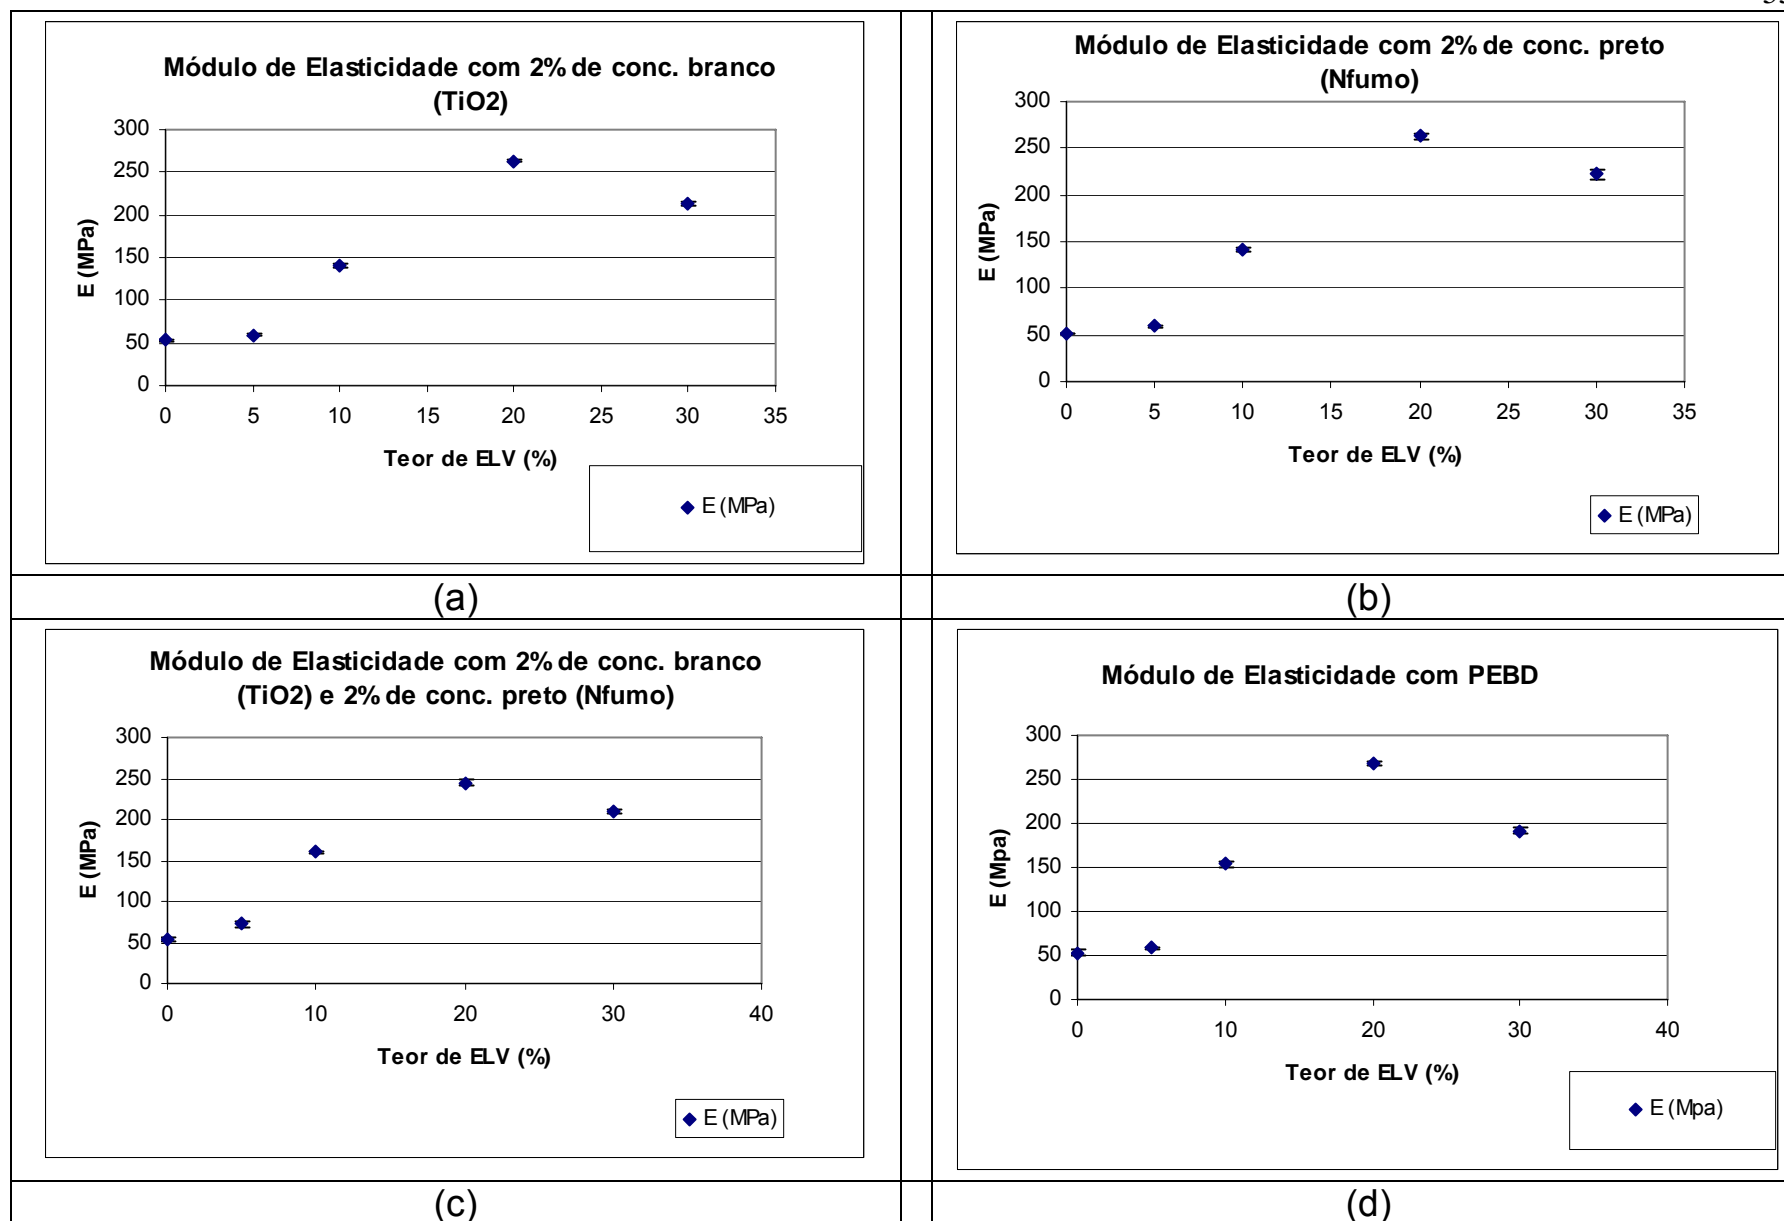 Módulo de Elasticidade com 2% de conc. branco
(TiO2)
300
250
200
150
100
50
0
E (MPa)
0 5 10 15 20 25 30 35
Teor de ELV (%)
E (MPa)
(a)
Módulo de Elasticidade com 2% de conc. preto
(Nfumo)
300
250
200
150
100
50
0
E (MPa)
0 5 10 15 20 25 30 35
Teor de ELV (%)
E (MPa)
(b)
Módulo de Elasticidade com 2% de conc. branco
(TiO2) e 2% de conc. preto (Nfumo)
300
250
200
150
100
50
0
E (MPa)
0 10 20 30 40
Teor de ELV (%)
E (MPa)
(c)
Módulo de Elasticidade com PEBD
300
250
200
150
100
50
0
E (Mpa)
0 10 20 30 40
Teor de ELV (%)
E (Mpa)
(d)